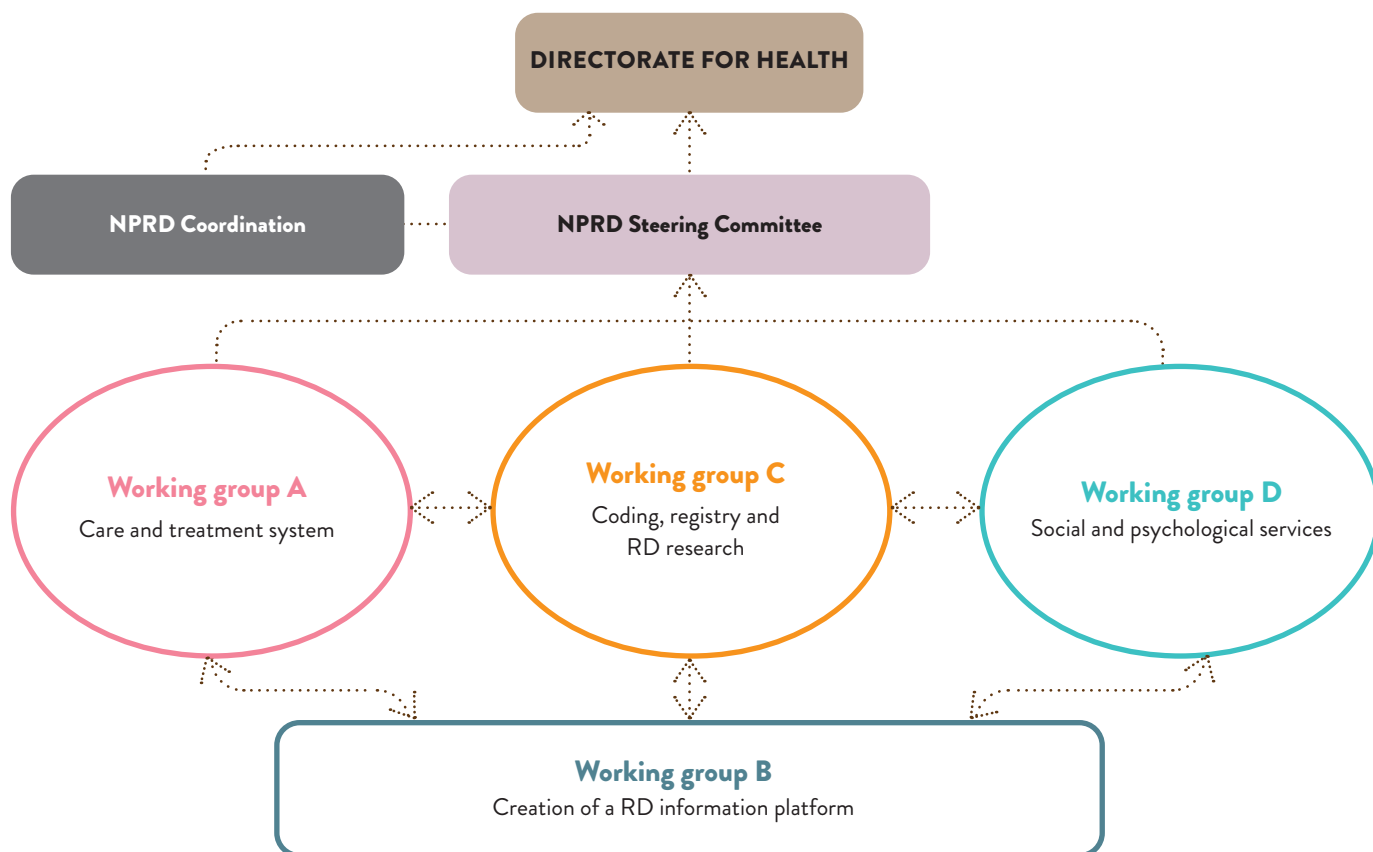 DIRECTORATE FOR HEALTH
NPRD Coordination
NPRD Steering Committee
Working group A
Care and treatment system
Working group C
Coding, registry and
RD research
Working group D
Social and psychological services
Working group B
Creation of a RD information platform